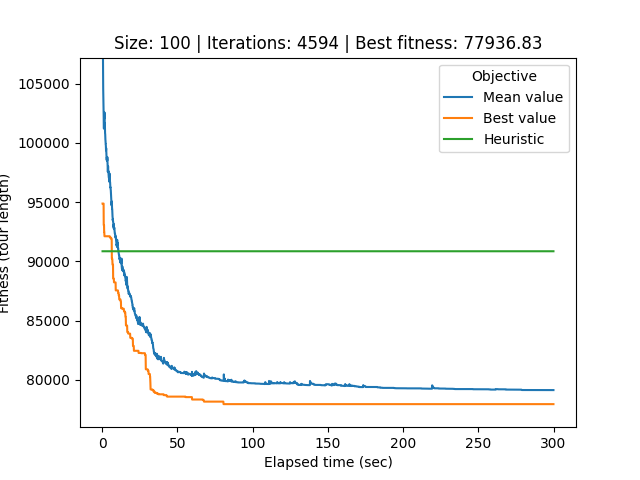 Size: 100 | Iterations: 4594 | Best fitness: 77936.83
Objective
Mean value
Best value
Heuristic
Fitness (tour length)
105000
100000
95000
90000
85000
80000
0 50 100 150 200 250 300
Elapsed time (sec)